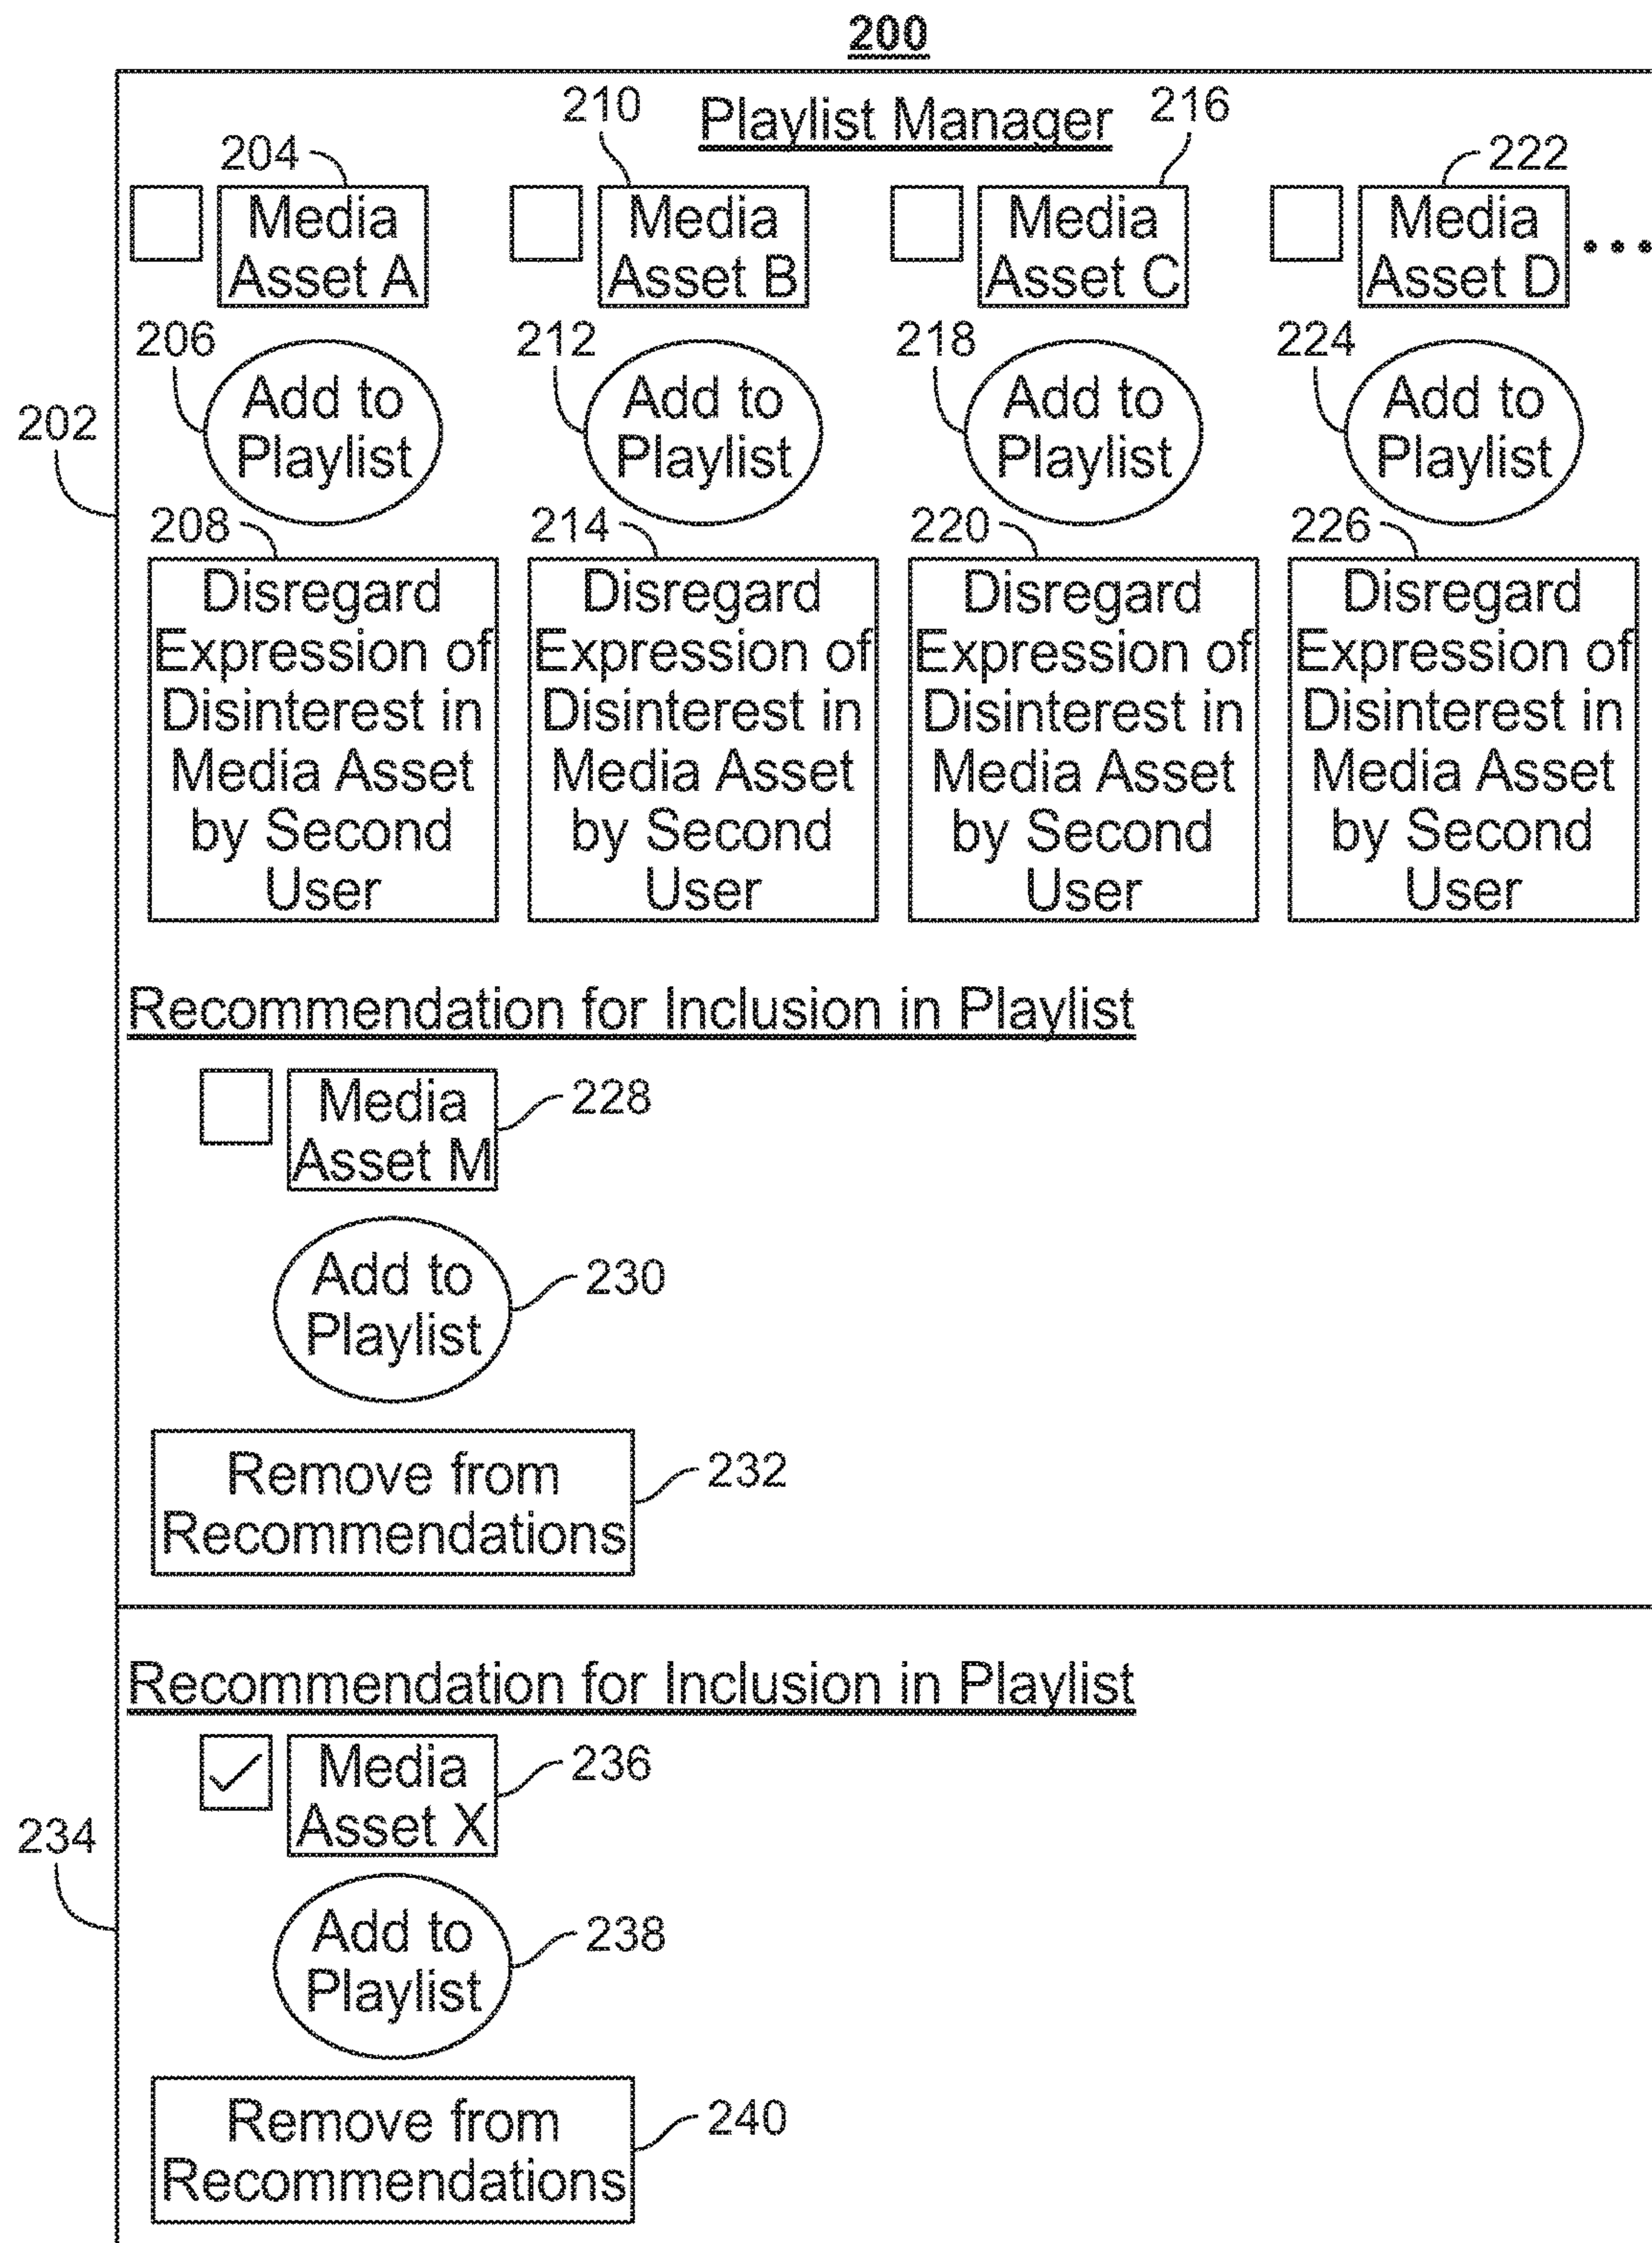 200
Playlist Manager
204
210
216
222
Media
Asset A
Media
Asset B
Media
Asset C
Media
Asset D
...
202
206
Add to
Playlist
212
Add to
Playlist
218
Add to
Playlist
224
Add to
Playlist
208
Disregard
Expression of
Disinterest in
Media Asset
by Second
User
214
Disregard
Expression of
Disinterest in
Media Asset
by Second
User
220
Disregard
Expression of
Disinterest in
Media Asset
by Second
User
226
Disregard
Expression of
Disinterest in
Media Asset
by Second
User
Recommendation for Inclusion in Playlist
Media
Asset M
228
Add to
Playlist
230
Remove from
Recommendations
232
Recommendation for Inclusion in Playlist
234
Media
Asset X
236
Add to
Playlist
238
Remove from
Recommendations
240